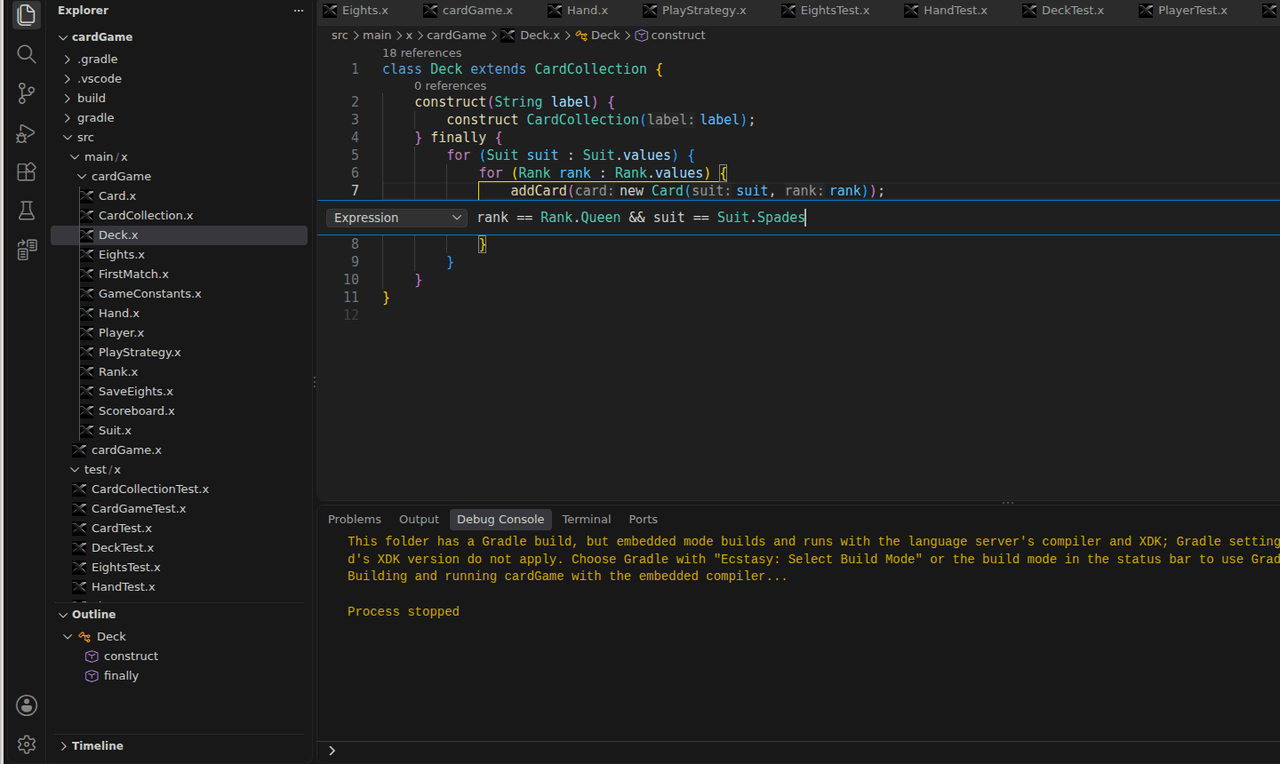 Explorer
cardGame
.gradle
.vscode
build
gradle
src
main / x
cardGame
Card.x
CardCollection.x
Deck.x
Eights.x
FirstMatch.x
GameConstants.x
Hand.x
Player.x
PlayStrategy.x
Rank.x
SaveEights.x
Scoreboard.x
Suit.x
cardGame.x
test / x
CardCollectionTest.x
CardGameTest.x
CardTest.x
DeckTest.x
EightsTest.x
HandTest.x
Outline
Deck
construct
finally
Timeline
Eights.x cardGame.x Hand.x PlayStrategy.x EightsTest.x HandTest.x DeckTest.x PlayerTest.x
src > main > x > cardGame > Deck.x > Deck > construct
18 references
1 class Deck extends CardCollection {
0 references
2 construct(String label) {
3 construct CardCollection(label: label);
4 } finally {
5 for (Suit suit : Suit.values) {
6 for (Rank rank : Rank.values) {
7 addCard(card: new Card(suit: suit, rank: rank));
Expression rank == Rank.Queen && suit == Suit.Spades
8 }
9 }
10 }
11 }
12
Problems Output Debug Console Terminal Ports
This folder has a Gradle build, but embedded mode builds and runs with the language server's compiler and XDK; Gradle setting
d's XDK version do not apply. Choose Gradle with "Ecstasy: Select Build Mode" or the build mode in the status bar to use Grad
Building and running cardGame with the embedded compiler...
Process stopped
>